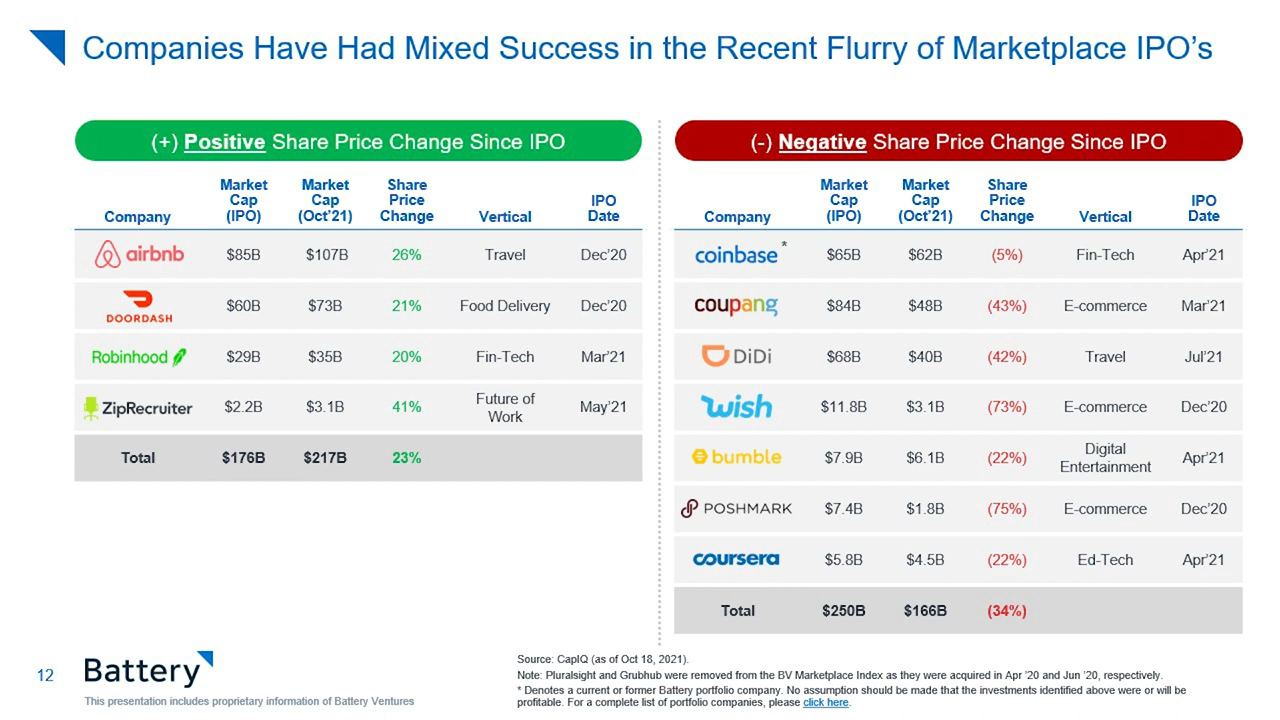 Companies Have Had Mixed Success in the Recent Flurry of Marketplace IPO’s
(+) Positive Share Price Change Since IPO
Company Market Cap (IPO) Market Cap (Oct’21) Share Price Change Vertical IPO Date
airbnb $85B $107B 26% Travel Dec’20
DOORDASH $60B $73B 21% Food Delivery Dec’20
Robinhood $29B $35B 20% Fin-Tech Mar’21
ZipRecruiter $2.2B $3.1B 41% Future of Work May’21
Total $176B $217B 23%
(-) Negative Share Price Change Since IPO
Company Market Cap (IPO) Market Cap (Oct’21) Share Price Change Vertical IPO Date
coinbase* $65B $62B (5%) Fin-Tech Apr’21
coupang $84B $48B (43%) E-commerce Mar’21
DiDi $68B $40B (42%) Travel Jul’21
wish $11.8B $3.1B (73%) E-commerce Dec’20
bumble $7.9B $6.1B (22%) Digital Entertainment Apr’21
POSHMARK $7.4B $1.8B (75%) E-commerce Dec’20
coursera $5.8B $4.5B (22%) Ed-Tech Apr’21
Total $250B $166B (34%)
12
Battery
This presentation includes proprietary information of Battery Ventures
Source: CapIQ (as of Oct 18, 2021).
Note: Pluralsight and Grubhub were removed from the BV Marketplace Index as they were acquired in Apr ’20 and Jun ’20, respectively.
* Denotes a current or former Battery portfolio company. No assumption should be made that the investments identified above were or will be
profitable. For a complete list of portfolio companies, please click here.